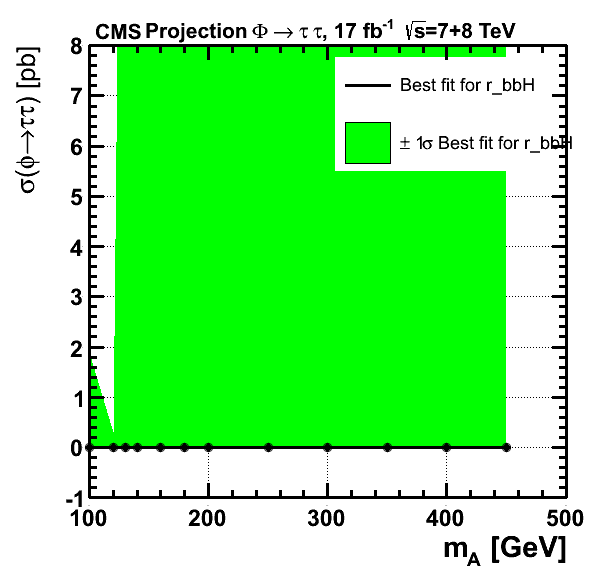 CMS Projection Φ → τ τ, 17 fb⁻¹ √s=7+8 TeV
σ(ϕ→ττ) [pb]
8
7
6
5
4
3
2
1
0
-1
Best fit for r_bbH
± 1σ Best fit for r_bbH
100 200 300 400 500
m_A [GeV]